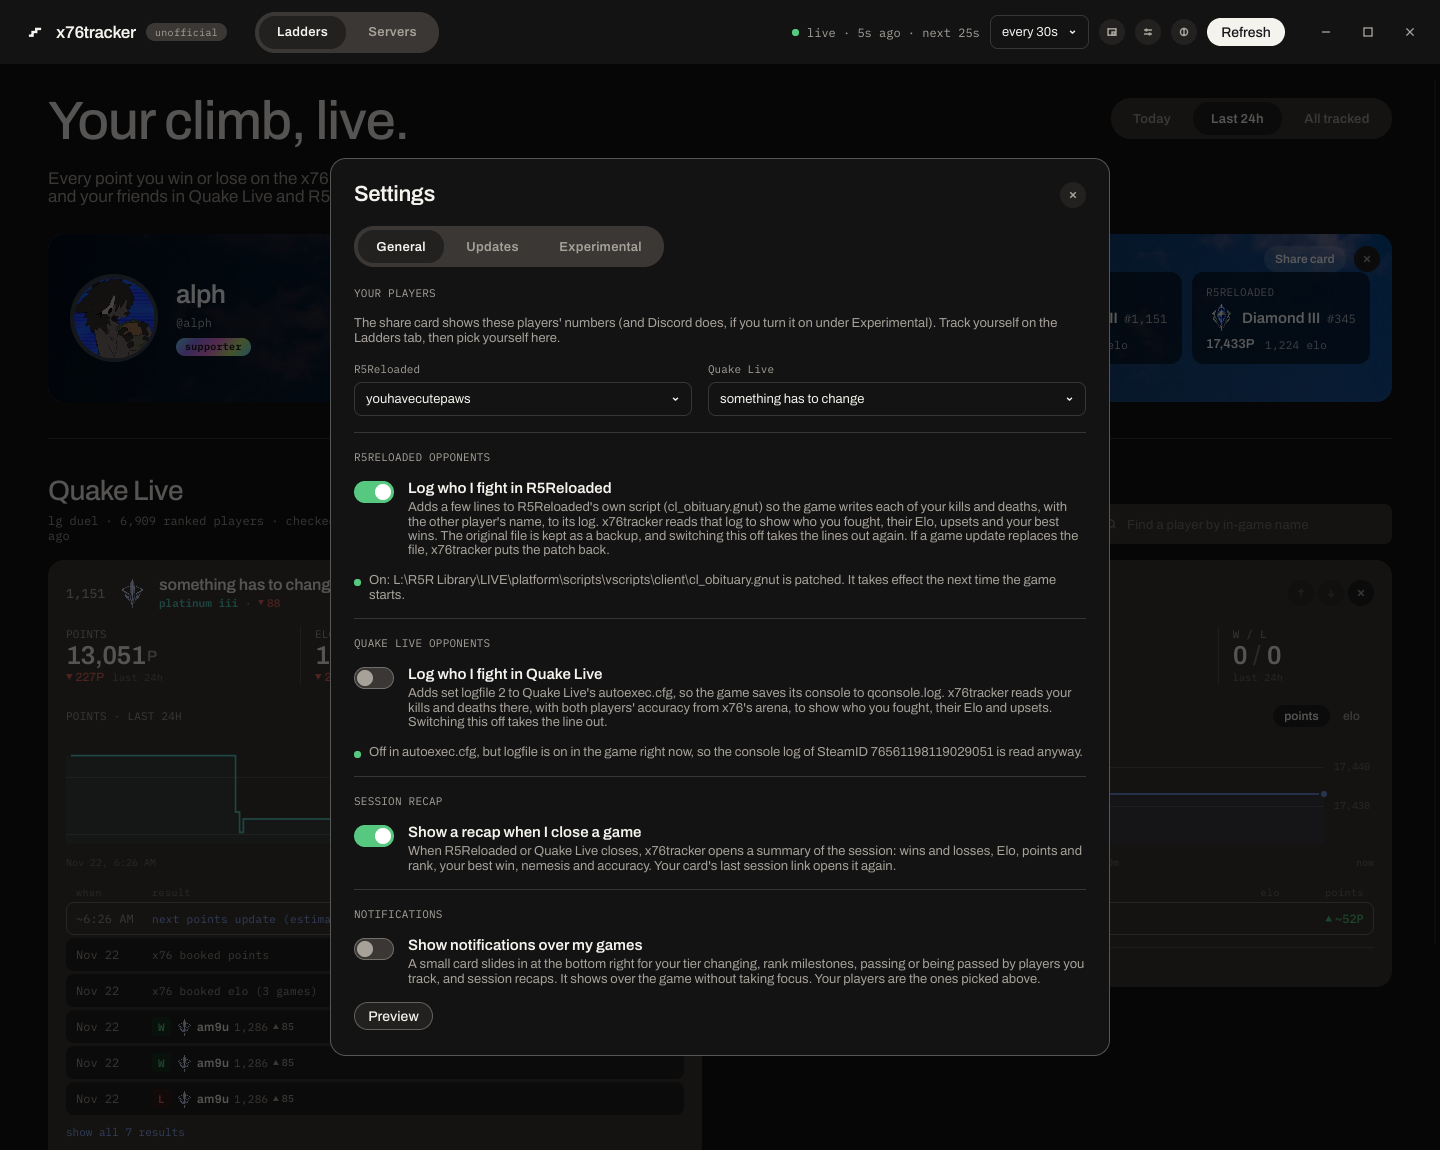 x76tracker unofficial Ladders Servers live · 5s ago · next 25s every 30s Refresh
Your climb, live.
Today Last 24h All tracked
Every point you win or lose on the x76
and your friends in Quake Live and R5
alph
@alph
supporter
Share card
II #1,151
elo
R5RELOADED
Diamond III #345
17,433P 1,224 elo
Quake Live
lg duel · 6,909 ranked players · checke
ago
Find a player by in-game name
1,151 something has to chang
platinum iii · ▼88
POINTS
13,051P
▼227P last 24h
EL
1
▼2
W / L
0 / 0
last 24h
POINTS · LAST 24H
points elo
17,440
17,430
Nov 22, 6:26 AM
now
when result
elo points
~6:26 AM next points update (estima
▲~52P
Nov 22 x76 booked points
Nov 22 x76 booked elo (3 games)
Nov 22 W am9u 1,286 ▲85
Nov 22 W am9u 1,286 ▲85
Nov 22 L am9u 1,286 ▲85
show all 7 results
Settings
General Updates Experimental
YOUR PLAYERS
The share card shows these players' numbers (and Discord does, if you turn it on under Experimental). Track yourself on the
Ladders tab, then pick yourself here.
R5Reloaded Quake Live
youhavecutepaws something has to change
R5RELOADED OPPONENTS
Log who I fight in R5Reloaded
Adds a few lines to R5Reloaded's own script (cl_obituary.gnut) so the game writes each of your kills and deaths, with
the other player's name, to its log. x76tracker reads that log to show who you fought, their Elo, upsets and your best
wins. The original file is kept as a backup, and switching this off takes the lines out again. If a game update replaces the
file, x76tracker puts the patch back.
On: L:\R5R Library\LIVE\platform\scripts\vscripts\client\cl_obituary.gnut is patched. It takes effect the next time the game
starts.
QUAKE LIVE OPPONENTS
Log who I fight in Quake Live
Adds set logfile 2 to Quake Live's autoexec.cfg, so the game saves its console to qconsole.log. x76tracker reads your
kills and deaths there, with both players' accuracy from x76's arena, to show who you fought, their Elo and upsets.
Switching this off takes the line out.
Off in autoexec.cfg, but logfile is on in the game right now, so the console log of SteamID 76561198119029051 is read anyway.
SESSION RECAP
Show a recap when I close a game
When R5Reloaded or Quake Live closes, x76tracker opens a summary of the session: wins and losses, Elo, points and
rank, your best win, nemesis and accuracy. Your card's last session link opens it again.
NOTIFICATIONS
Show notifications over my games
A small card slides in at the bottom right for your tier changing, rank milestones, passing or being passed by players you
track, and session recaps. It shows over the game without taking focus. Your players are the ones picked above.
Preview